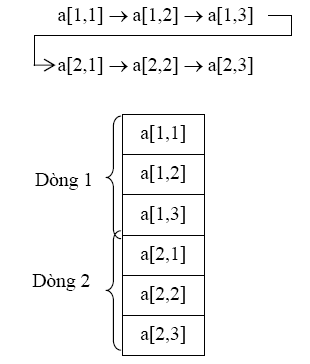 a[1,1] → a[1,2] → a[1,3]
a[2,1] → a[2,2] → a[2,3]
Dòng 1
a[1,1]
a[1,2]
a[1,3]
Dòng 2
a[2,1]
a[2,2]
a[2,3]